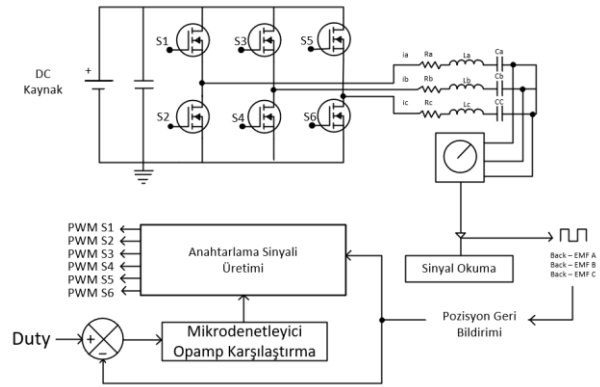 S1
S3
S5
DC
Kaynak
+
S2
S4
S6
ia
Ra
La
Ca
ib
Rb
Lb
Cb
ic
Rc
Lc
CC
PWM S1
PWM S2
PWM S3
PWM S4
PWM S5
PWM S6
Anahtarlama Sinyali
Üretimi
Sinyal Okuma
Back – EMF A
Back – EMF B
Back – EMF C
Pozisyon Geri
Bildirimi
Duty
+
–
Mikrodenetleyici
Opamp Karşılaştırma